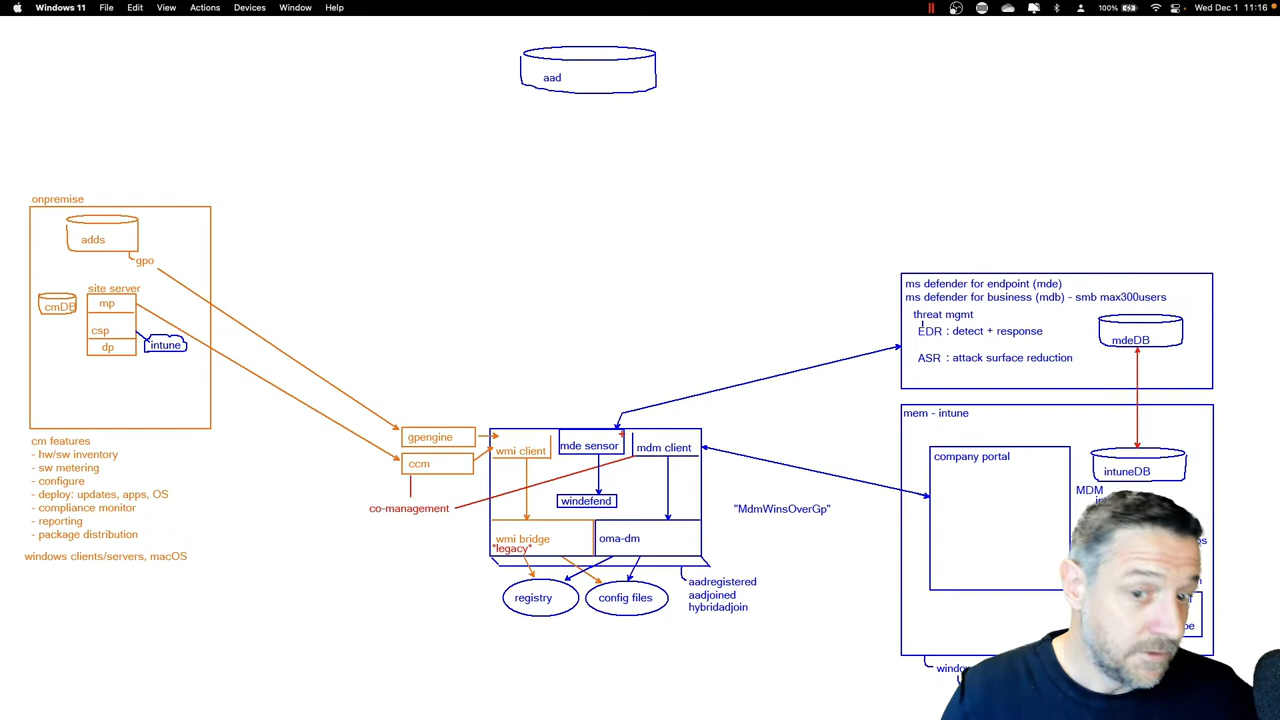 Windows 11 File Edit View Actions Devices Window Help
100% Wed Dec 1 11:16
aad
onpremise
adds
gpo
site server
cmDB
mp
csp
dp
intune
cm features
- hw/sw inventory
- sw metering
- configure
- deploy: updates, apps, OS
- compliance monitor
- reporting
- package distribution
windows clients/servers, macOS
gpengine
ccm
co-management
wmi client
mde sensor
mdm client
windefend
wmi bridge
"legacy"
oma-dm
registry
config files
aadregistered
aadjoined
hybridadjoin
"MdmWinsOverGp"
ms defender for endpoint (mde)
ms defender for business (mdb) - smb max300users
threat mgmt
EDR : detect + response
ASR : attack surface reduction
mdeDB
mem - intune
company portal
intuneDB
MDM